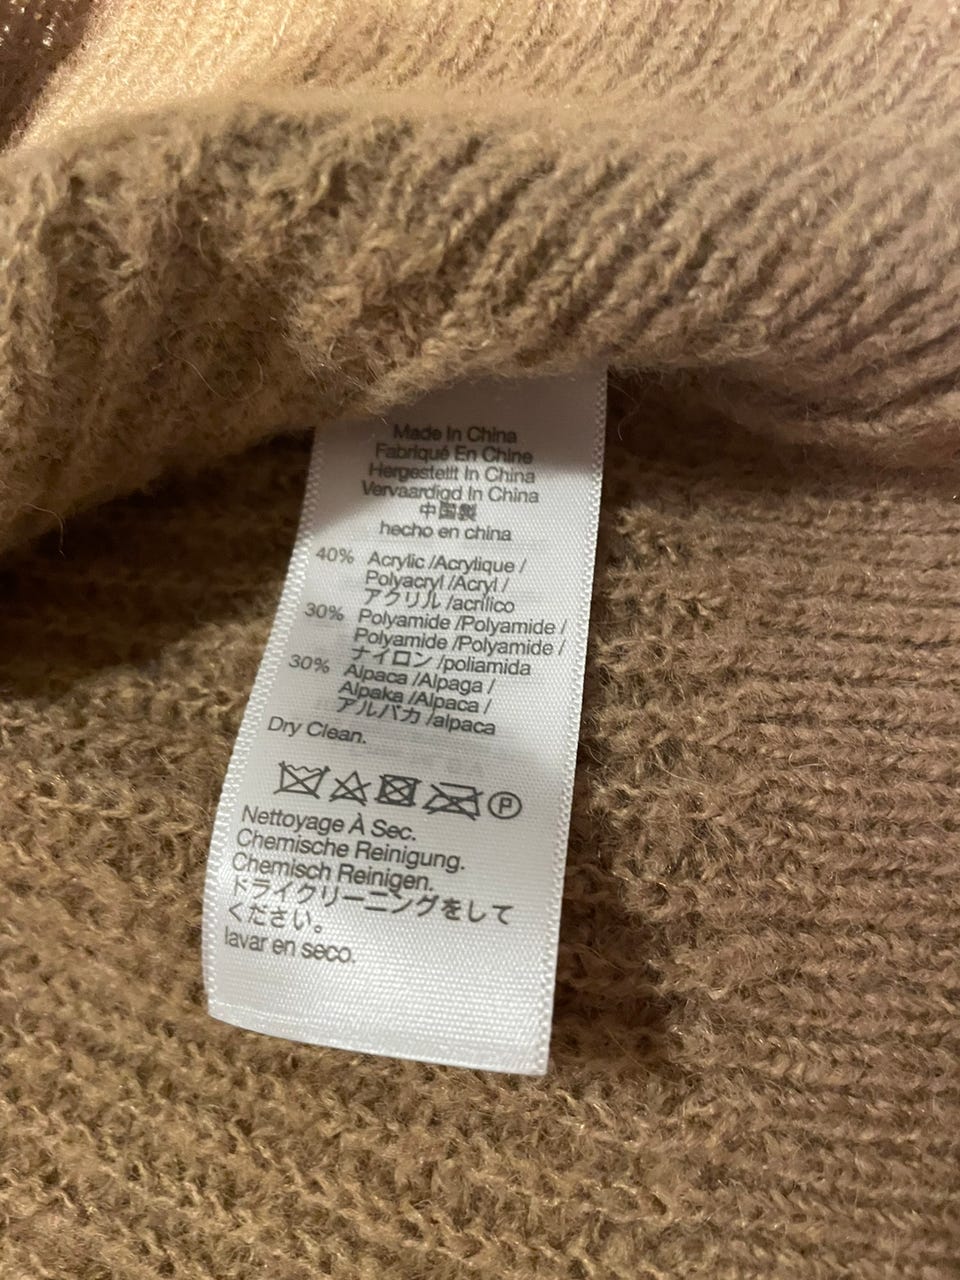 Made In China
Fabriqué En Chine
Hergestellt In China
Vervaardigd In China
中国製
hecho en china
40% Acrylic /Acrylique /
Polyacryl /Acryl /
アクリル /acrilico
30% Polyamide /Polyamide /
Polyamide /Polyamide /
ナイロン /poliamida
30% Alpaca /Alpaga /
Alpaka /Alpaca /
アルパカ /alpaca
Dry Clean.
P
Nettoyage À Sec.
Chemische Reinigung.
Chemisch Reinigen.
ドライクリーニングをして
ください。
lavar en seco.